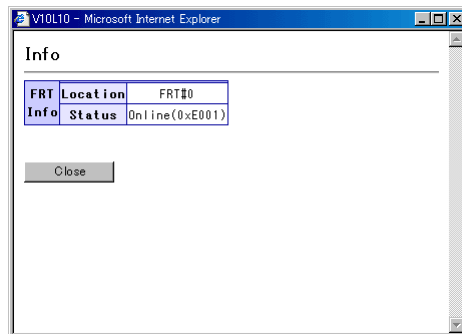 V10L10 - Microsoft Internet Explorer
Info
FRT Info
Location FRT#0
Status Online(0xE001)
Close